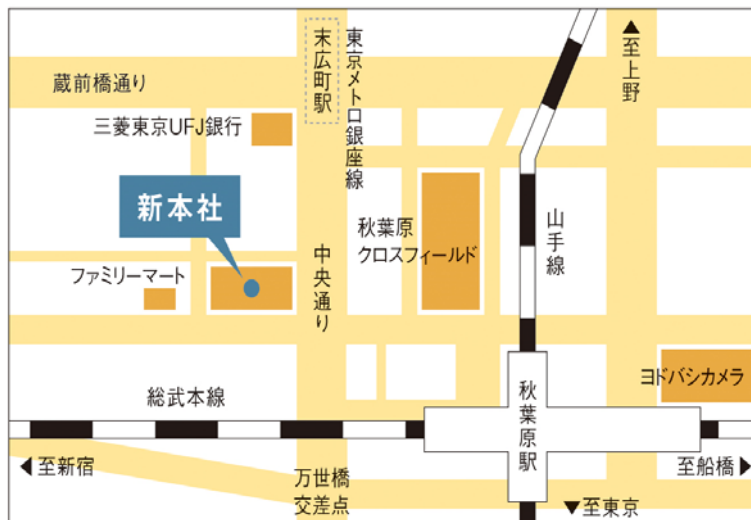 末広町駅
東京メトロ銀座線
▲至上野
蔵前橋通り
三菱東京UFJ銀行
新本社
秋葉原
クロスフィールド
山手線
ファミリーマート
中央通り
ヨドバシカメラ
総武本線
秋葉原駅
◀至新宿
万世橋
交差点
至船橋▶
▼至東京